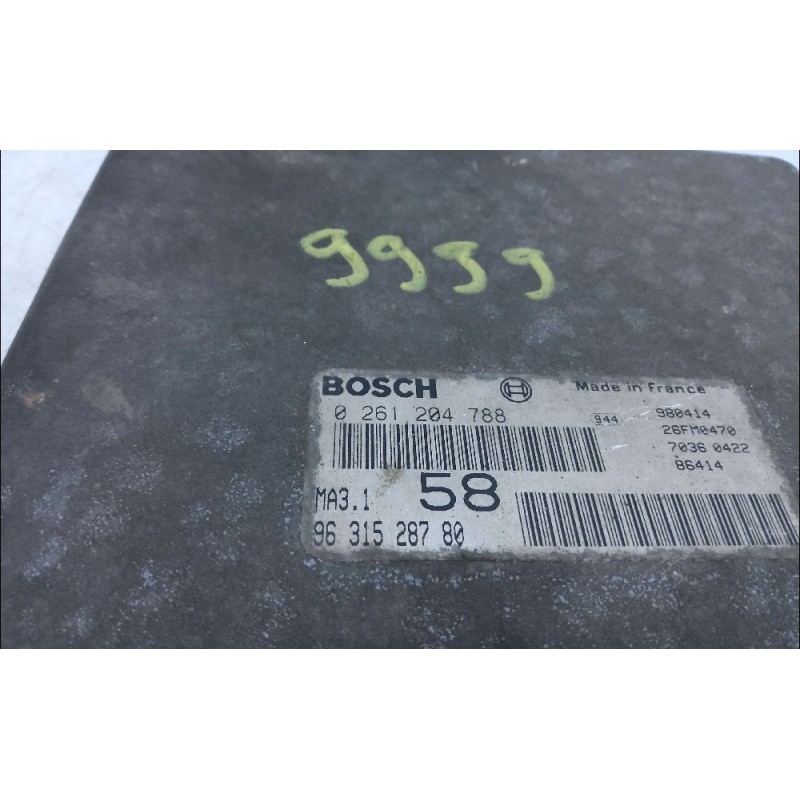 9999
BOSCH Made in France
0 261 204 788 944 980414
26FM0470
7036 0422
86414
MA3.1 58
96 315 287 80